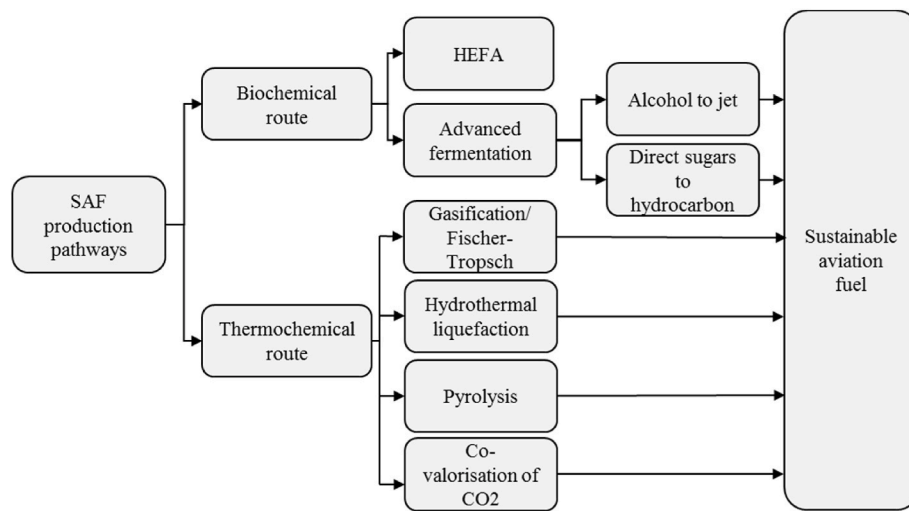 SAF
production
pathways
Biochemical
route
Thermochemical
route
HEFA
Advanced
fermentation
Alcohol to jet
Direct sugars
to
hydrocarbon
Gasification/
Fischer-
Tropsch
Hydrothermal
liquefaction
Pyrolysis
Co-
valorisation of
CO2
Sustainable
aviation
fuel